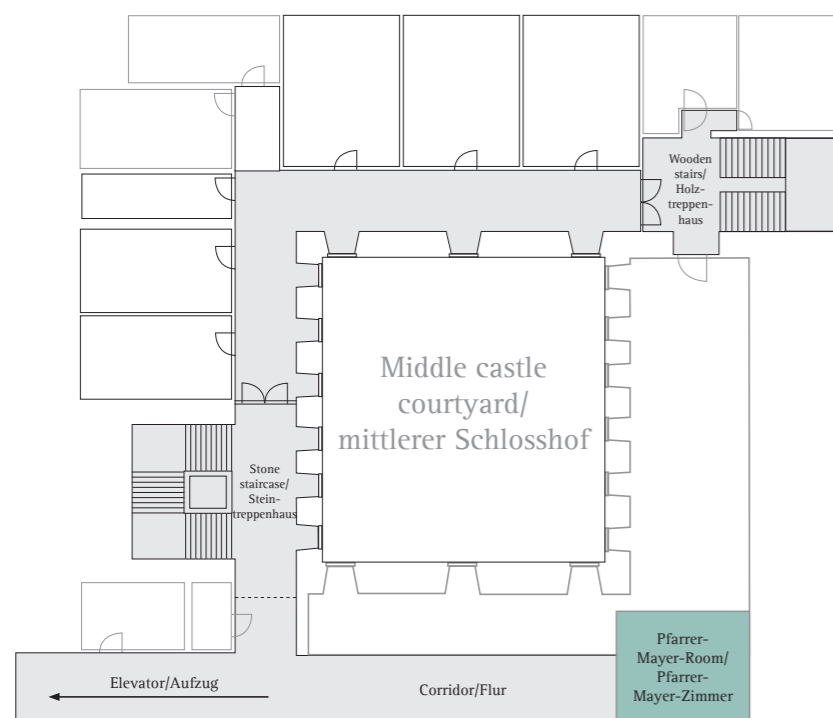 Wooden
stairs/
Holz-
treppen-
haus
Middle castle
courtyard/
mittlerer Schlosshof
Stone
staircase/
Stein-
treppenhaus
Pfarrer-
Mayer-Room/
Pfarrer-
Mayer-Zimmer
Elevator/Aufzug
Corridor/Flur